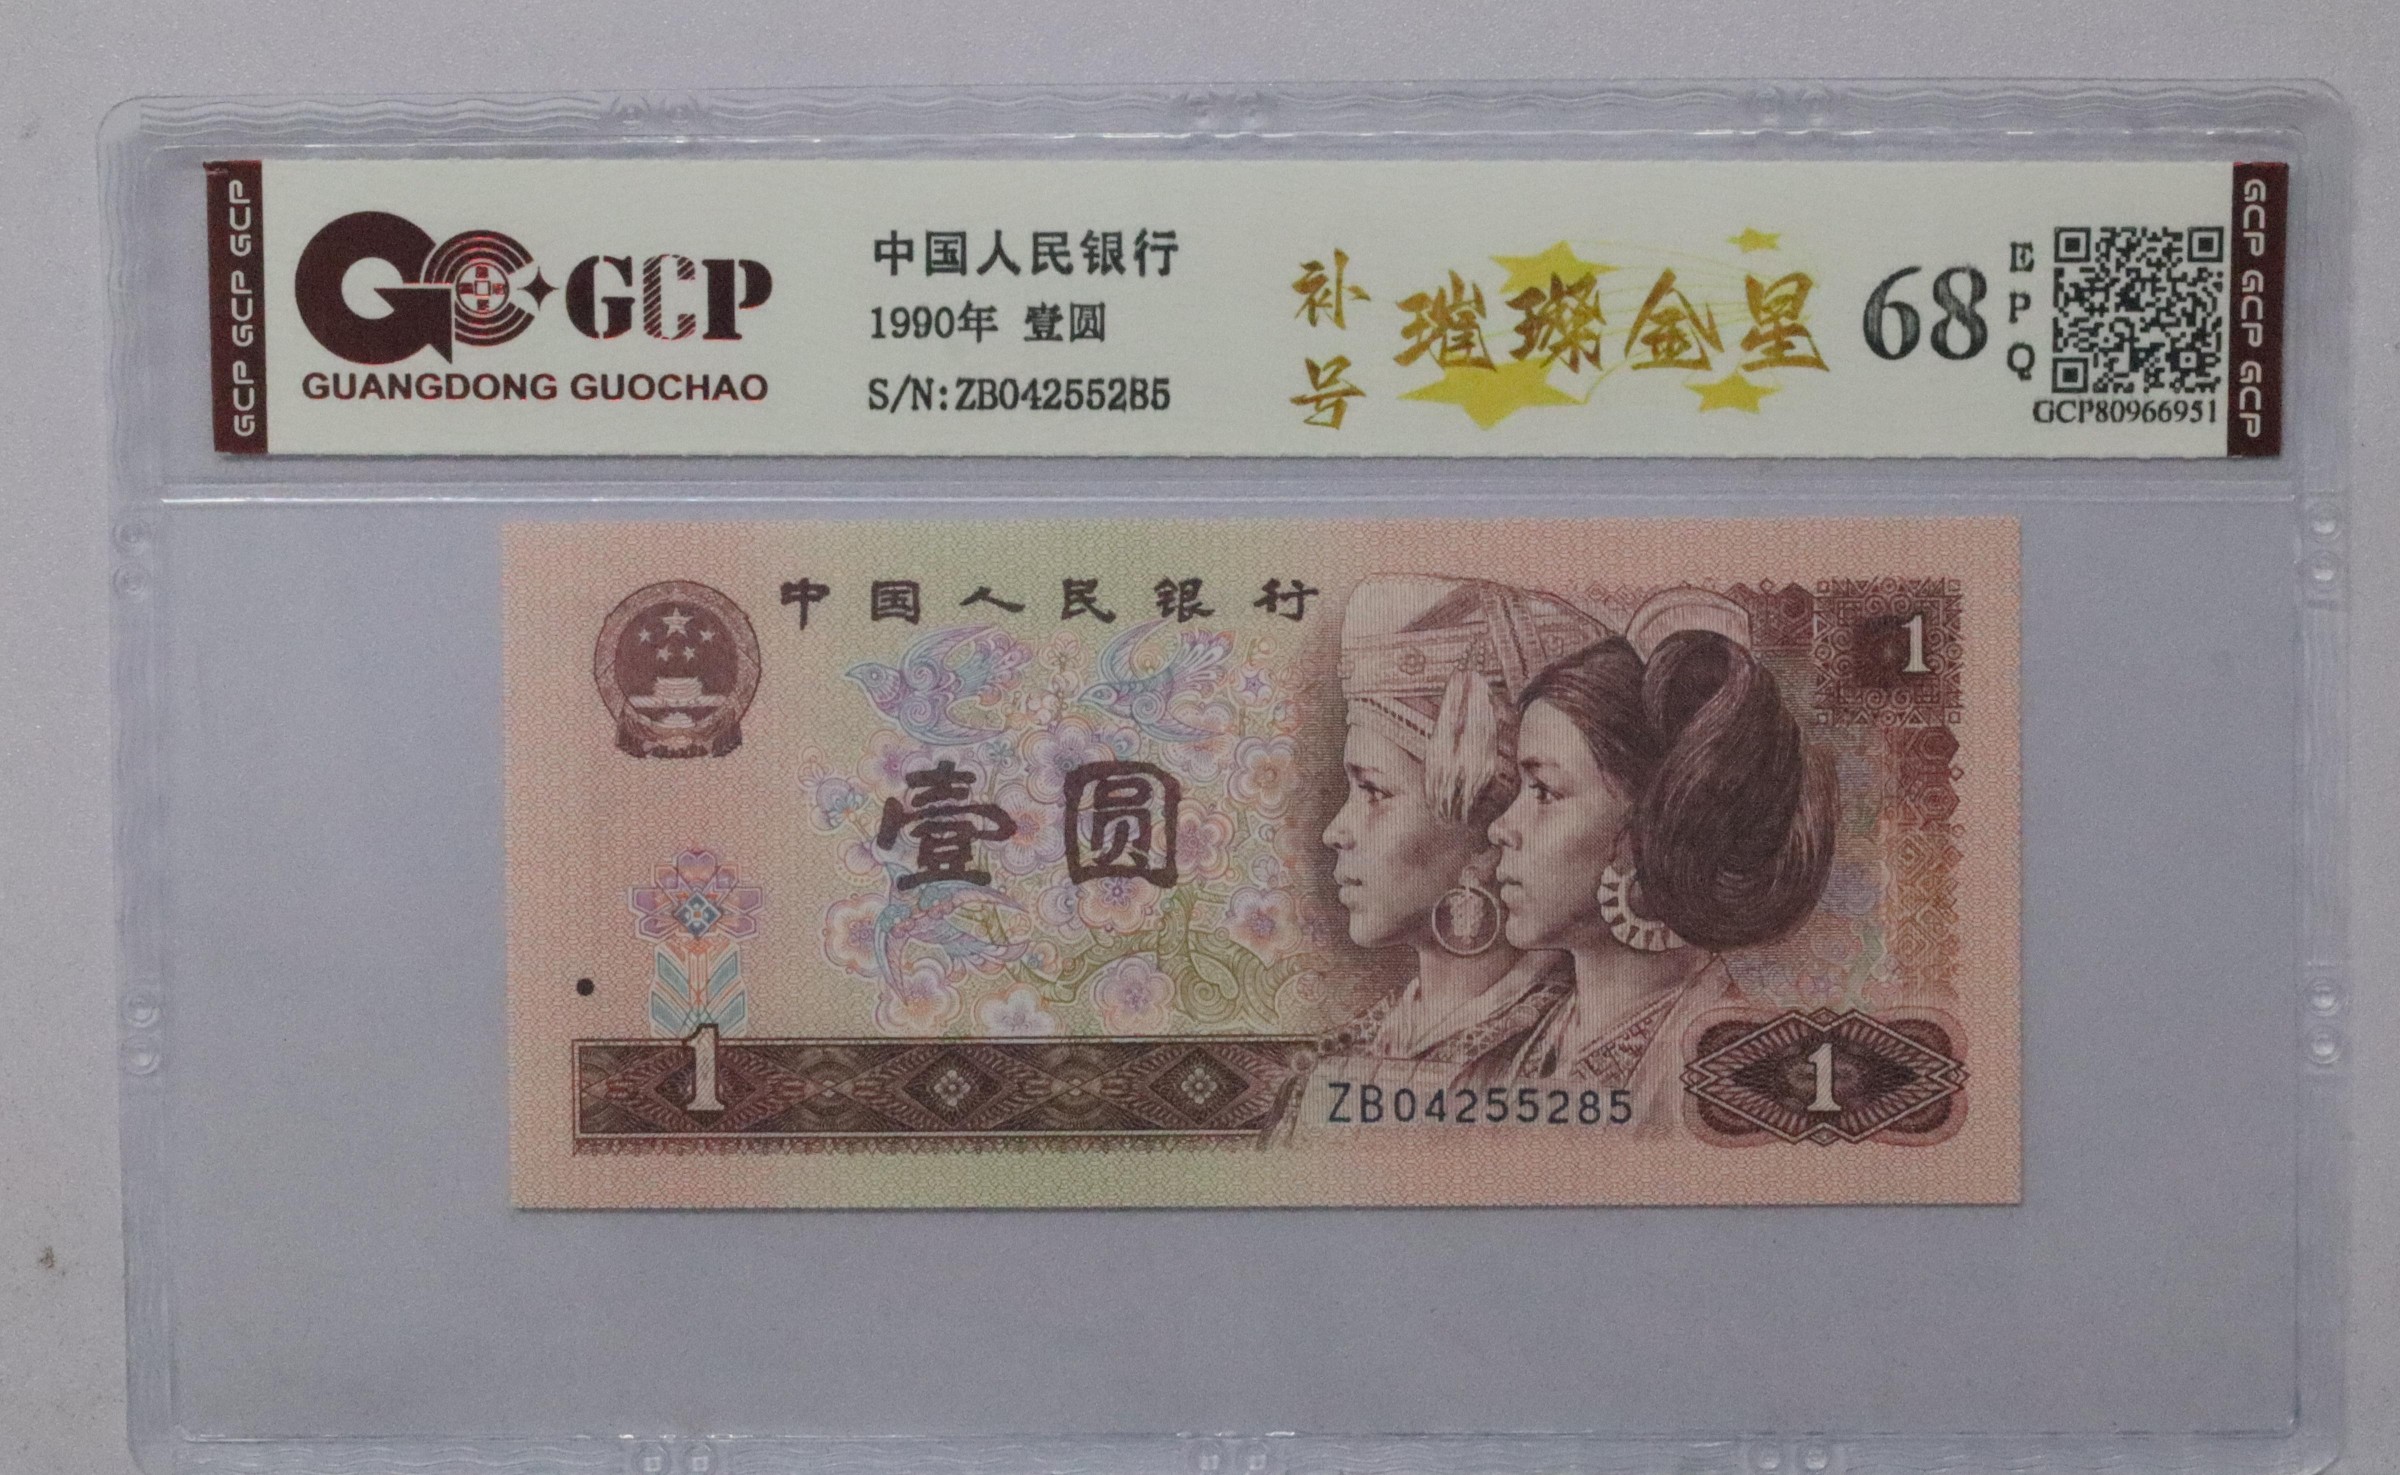 GCP GCP GCP
GCP
GUANGDONG GUOCHAO
中国人民银行
1990年 壹圆
S/N:ZB04255285
补号
璀璨金星
68
EPQ
GCP80966951
GCP GCP GCP
中国人民银行
1
壹圆
1
ZB04255285
1